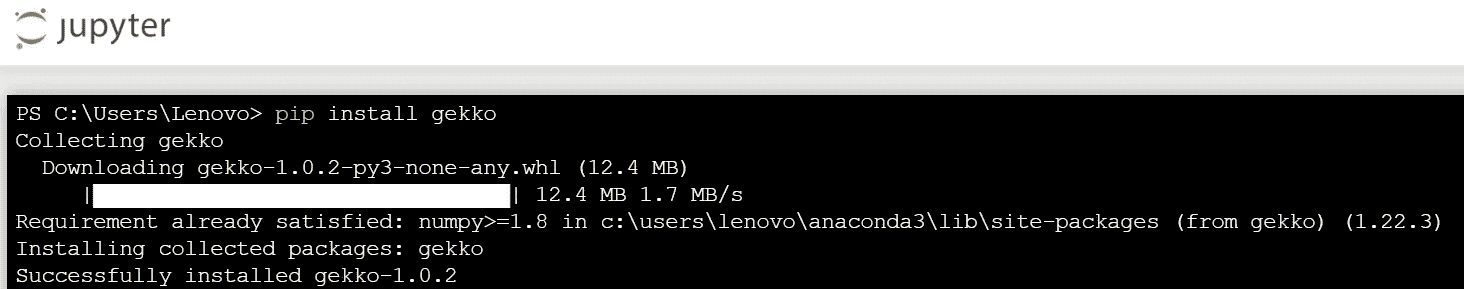 jupyter
PS C:\Users\Lenovo> pip install gekko
Collecting gekko
Downloading gekko-1.0.2-py3-none-any.whl (12.4 MB)
| | 12.4 MB 1.7 MB/s
Requirement already satisfied: numpy>=1.8 in c:\users\lenovo\anaconda3\lib\site-packages (from gekko) (1.22.3)
Installing collected packages: gekko
Successfully installed gekko-1.0.2